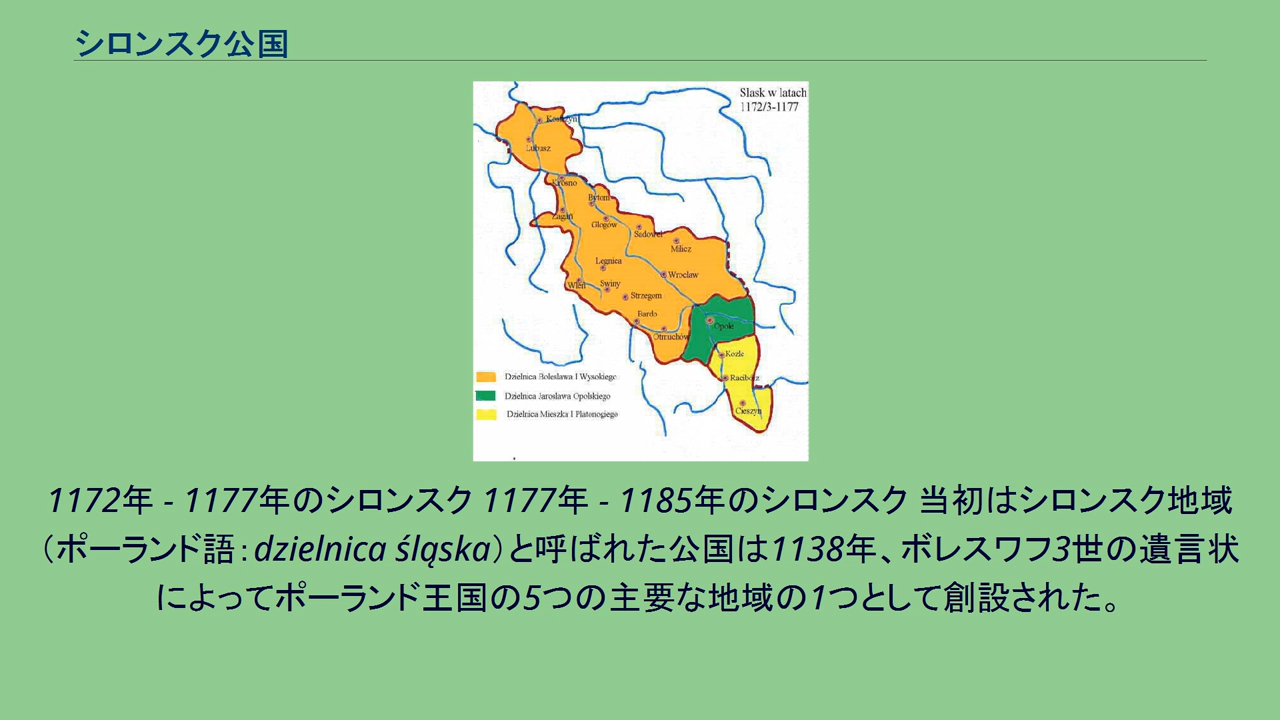 シロンスク公国
Slask w latach
1172/3-1177
Kostrzyn
Lubusz
Krosno
Bytom
Żagań
Głogów
Sądowel
Milicz
Legnica
Wrocław
Wleń
Swiny
Strzegom
Bardo
Otmuchów
Opole
Koźle
Racibórz
Cieszyn
Dzielnica Bolesława I Wysokiego
Dzielnica Jarosława Opolskiego
Dzielnica Mieszka I Platonogiego
1172年 - 1177年のシロンスク 1177年 - 1185年のシロンスク 当初はシロンスク地域
（ポーランド語：dzielnica śląska）と呼ばれた公国は1138年、ボレスワフ3世の遺言状
によってポーランド王国の5つの主要な地域の1つとして創設された。